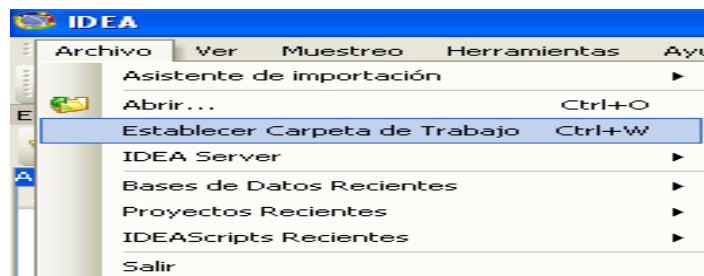 IDEA
Archivo Ver Muestreo Herramientas Ayu
Asistente de importación
Abrir... Ctrl+O
Establecer Carpeta de Trabajo Ctrl+W
IDEA Server
Bases de Datos Recientes
Proyectos Recientes
IDEAScripts Recientes
Salir